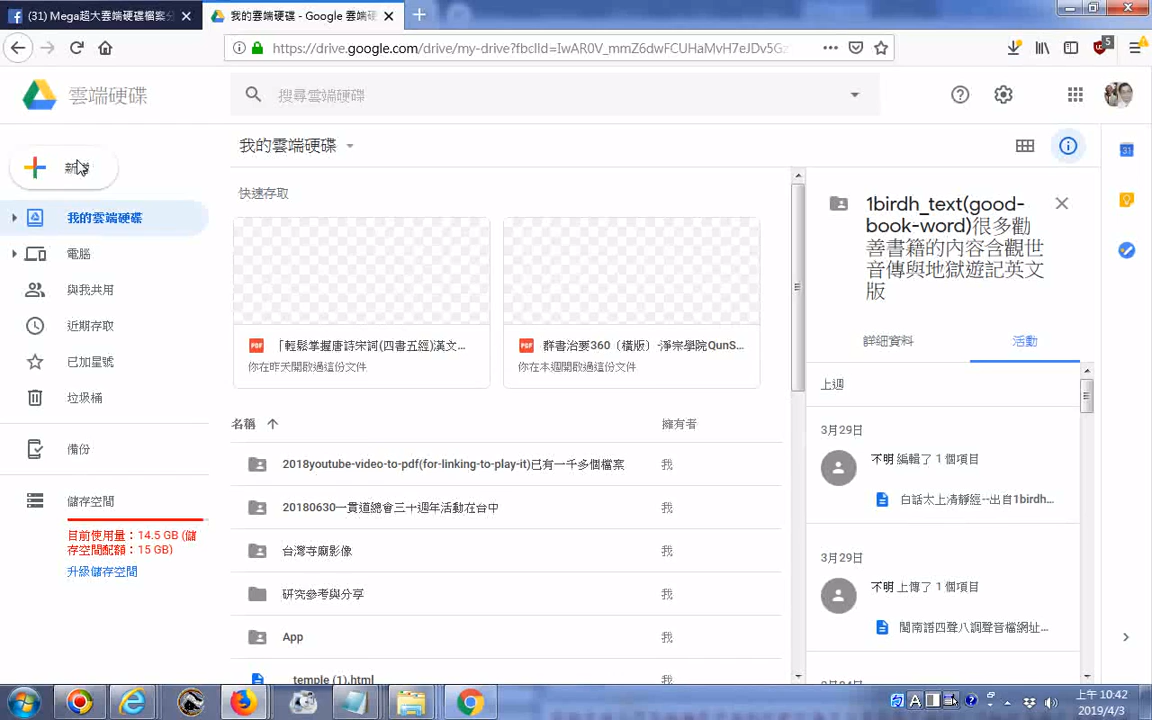 (31) Mega超大雲端硬碟檔案分
我的雲端硬碟 - Google 雲端硬
https://drive.google.com/drive/my-drive?fbclid=IwAR0V_mmZ6dwFCUHaMvH7eJDv5Gz
5
雲端硬碟
搜尋雲端硬碟
新增
我的雲端硬碟
31
快速存取
1birdh_text(good-
book-word)很多勸
善書籍的內容含觀世
音傳與地獄遊記英文
版
我的雲端硬碟
電腦
與我共用
近期存取
已加星號
垃圾桶
備份
儲存空間
目前使用量：14.5 GB (儲
存空間配額：15 GB)
升級儲存空間
PDF 「輕鬆掌握唐詩宋詞(四書五經)漢文...
你在昨天開啟過這份文件
PDF 群書治要360〔橫版〕-淨宗學院QunS...
你在本週開啟過這份文件
詳細資料
活動
上週
名稱
擁有者
2018youtube-video-to-pdf(for-linking-to-play-it)已有一千多個檔案 我
20180630一貫道總會三十週年活動在台中 我
台灣寺廟影像 我
研究參考與分享 我
App 我
temple (1).html 我
3月29日
不明 編輯了 1 個項目
白話太上清靜經--出自1birdh...
3月29日
不明 上傳了 1 個項目
閩南語四聲八調聲音檔網址...
3月24日
A
上午 10:42
2019/4/3